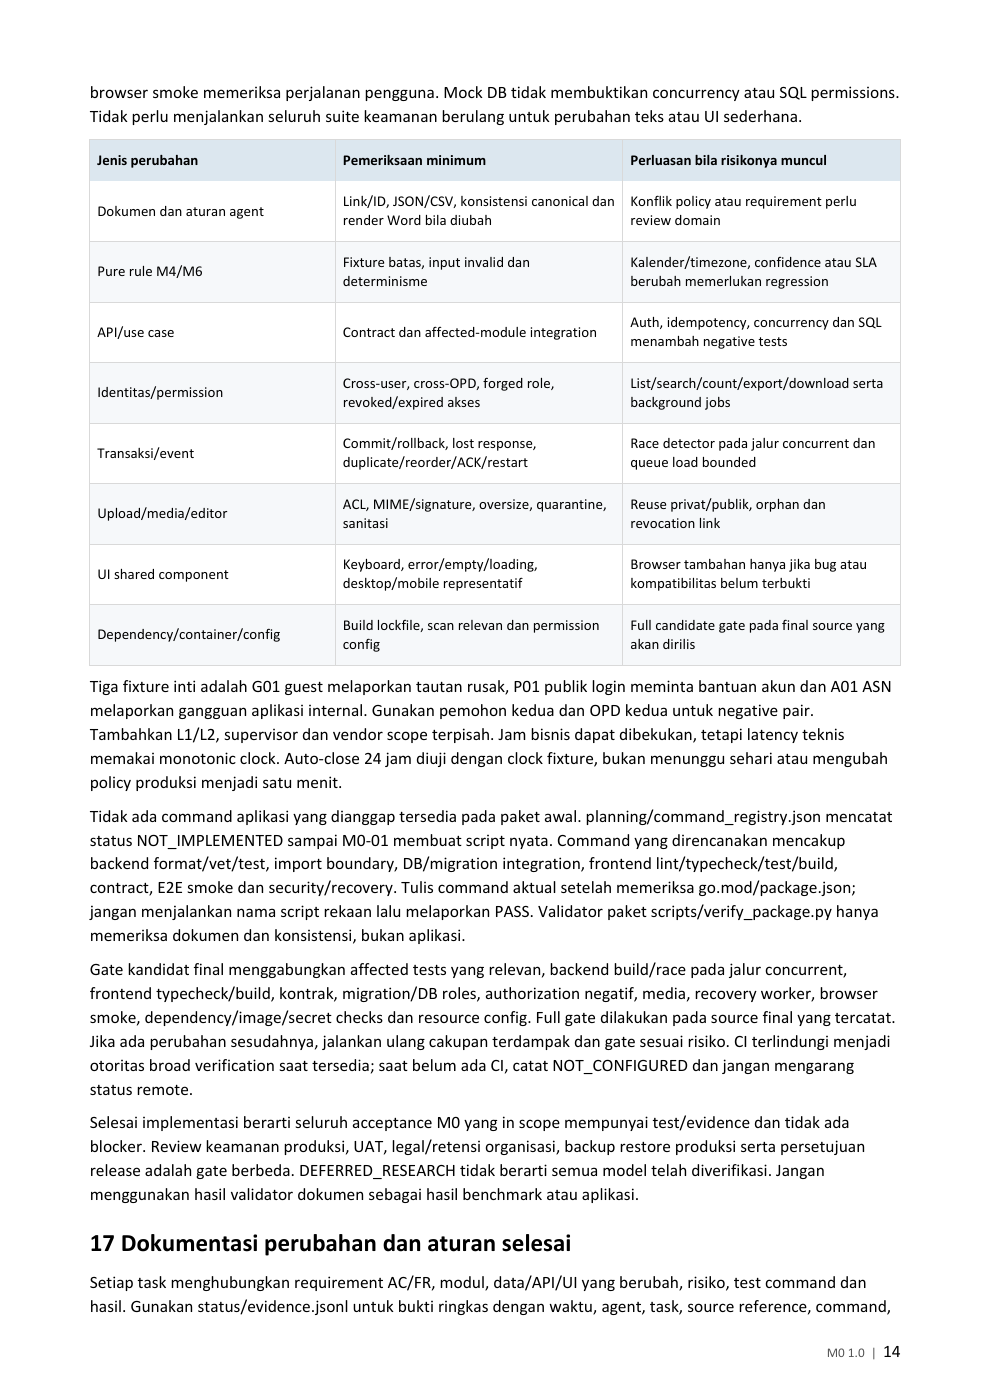 browser smoke memeriksa perjalanan pengguna. Mock DB tidak membuktikan concurrency atau SQL permissions.
Tidak perlu menjalankan seluruh suite keamanan berulang untuk perubahan teks atau UI sederhana.
Jenis perubahan
Pemeriksaan minimum
Perluasan bila risikonya muncul
Dokumen dan aturan agent
Link/ID, JSON/CSV, konsistensi canonical dan
render Word bila diubah
Konflik policy atau requirement perlu
review domain
Pure rule M4/M6
Fixture batas, input invalid dan
determinisme
Kalender/timezone, confidence atau SLA
berubah memerlukan regression
API/use case
Contract dan affected-module integration
Auth, idempotency, concurrency dan SQL
menambah negative tests
Identitas/permission
Cross-user, cross-OPD, forged role,
revoked/expired akses
List/search/count/export/download serta
background jobs
Transaksi/event
Commit/rollback, lost response,
duplicate/reorder/ACK/restart
Race detector pada jalur concurrent dan
queue load bounded
Upload/media/editor
ACL, MIME/signature, oversize, quarantine,
sanitasi
Reuse privat/publik, orphan dan
revocation link
UI shared component
Keyboard, error/empty/loading,
desktop/mobile representatif
Browser tambahan hanya jika bug atau
kompatibilitas belum terbukti
Dependency/container/config
Build lockfile, scan relevan dan permission
config
Full candidate gate pada final source yang
akan dirilis
Tiga fixture inti adalah G01 guest melaporkan tautan rusak, P01 publik login meminta bantuan akun dan A01 ASN
melaporkan gangguan aplikasi internal. Gunakan pemohon kedua dan OPD kedua untuk negative pair.
Tambahkan L1/L2, supervisor dan vendor scope terpisah. Jam bisnis dapat dibekukan, tetapi latency teknis
memakai monotonic clock. Auto-close 24 jam diuji dengan clock fixture, bukan menunggu sehari atau mengubah
policy produksi menjadi satu menit.
Tidak ada command aplikasi yang dianggap tersedia pada paket awal. planning/command_registry.json mencatat
status NOT_IMPLEMENTED sampai M0-01 membuat script nyata. Command yang direncanakan mencakup
backend format/vet/test, import boundary, DB/migration integration, frontend lint/typecheck/test/build,
contract, E2E smoke dan security/recovery. Tulis command aktual setelah memeriksa go.mod/package.json;
jangan menjalankan nama script rekaan lalu melaporkan PASS. Validator paket scripts/verify_package.py hanya
memeriksa dokumen dan konsistensi, bukan aplikasi.
Gate kandidat final menggabungkan affected tests yang relevan, backend build/race pada jalur concurrent,
frontend typecheck/build, kontrak, migration/DB roles, authorization negatif, media, recovery worker, browser
smoke, dependency/image/secret checks dan resource config. Full gate dilakukan pada source final yang tercatat.
Jika ada perubahan sesudahnya, jalankan ulang cakupan terdampak dan gate sesuai risiko. CI terlindungi menjadi
otoritas broad verification saat tersedia; saat belum ada CI, catat NOT_CONFIGURED dan jangan mengarang
status remote.
Selesai implementasi berarti seluruh acceptance M0 yang in scope mempunyai test/evidence dan tidak ada
blocker. Review keamanan produksi, UAT, legal/retensi organisasi, backup restore produksi serta persetujuan
release adalah gate berbeda. DEFERRED_RESEARCH tidak berarti semua model telah diverifikasi. Jangan
menggunakan hasil validator dokumen sebagai hasil benchmark atau aplikasi.
17 Dokumentasi perubahan dan aturan selesai
Setiap task menghubungkan requirement AC/FR, modul, data/API/UI yang berubah, risiko, test command dan
hasil. Gunakan status/evidence.jsonl untuk bukti ringkas dengan waktu, agent, task, source reference, command,
M0 1.0 | 14